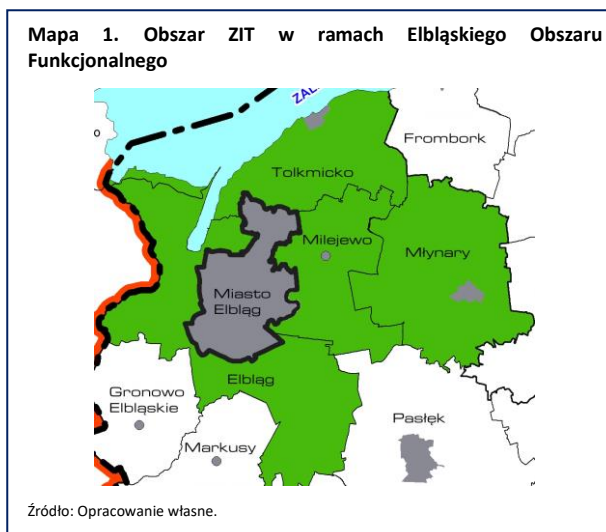 Mapa 1. Obszar ZIT w ramach Elbląskiego Obszaru
Funkcjonalnego
ZAL
Frombork
Tolkmicko
Milejewo
Młynary
Miasto
Elbląg
Elbląg
Gronowo
Elbląskie
Markusy
Pasłęk
Źródło: Opracowanie własne.